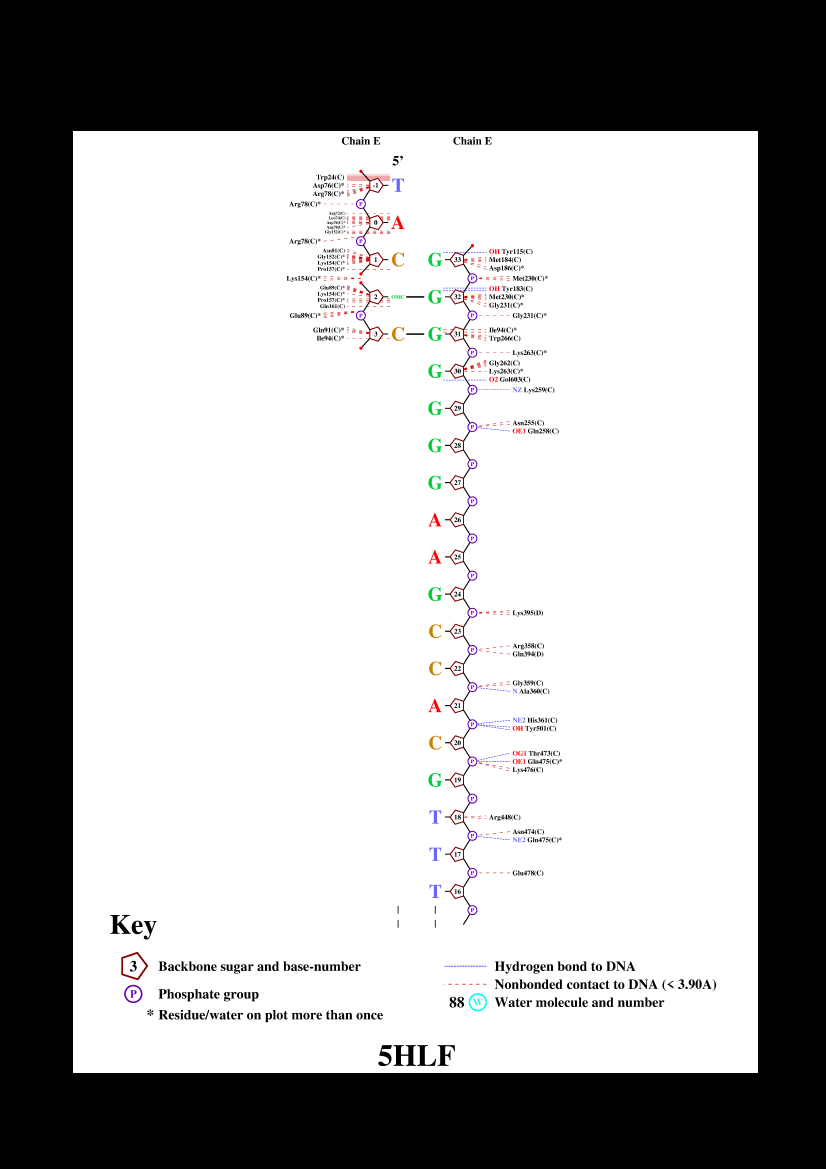 Chain E Chain E
5'
Trp24(C)
Asp76(C)* -1 T
Arg78(C)*
Arg78(C)* P
Arg72(C)
0 A
Arg78(C)
Gly152(C)*
Arg78(C)* P
OH Tyr115(C)
Asn81(C)
Gly152(C)* 1 C G 33 Met184(C)
Lys154(C)* Asp186(C)*
Pro157(C)*
Lys154(C)* P Met230(C)*
Glu89(C)* OH Tyr183(C)
Lys154(C)* 2 OMC G 32 Met230(C)*
Pro157(C)* Gly231(C)*
Gln161(C)
Glu89(C)* P P Gly231(C)*
Gln91(C)* Ile94(C)*
3 C G 31
Ile94(C)* Trp266(C)
P Lys263(C)*
Gly262(C)
G 30 Lys263(C)*
O2 Gol603(C)
P NZ Lys259(C)
G 29
Asn255(C)
P OE1 Gln258(C)
G 28
P
G 27
P
A 26
P
A 25
P
G 24
P Lys395(D)
C 23
Arg358(C)
P Gln394(D)
C 22
Gly359(C)
P N Ala360(C)
A 21
NE2 His361(C)
P OH Tyr501(C)
C 20
OG1 Thr473(C)
P OE1 Gln475(C)*
Lys476(C)
G 19
P
T 18 Arg448(C)
Asn474(C)
P NE2 Gln475(C)*
T 17
P Glu478(C)
T 16
P
Key
3 Backbone sugar and base-number Hydrogen bond to DNA
Nonbonded contact to DNA (< 3.90A)
P Phosphate group 88 W Water molecule and number
* Residue/water on plot more than once
5HLF